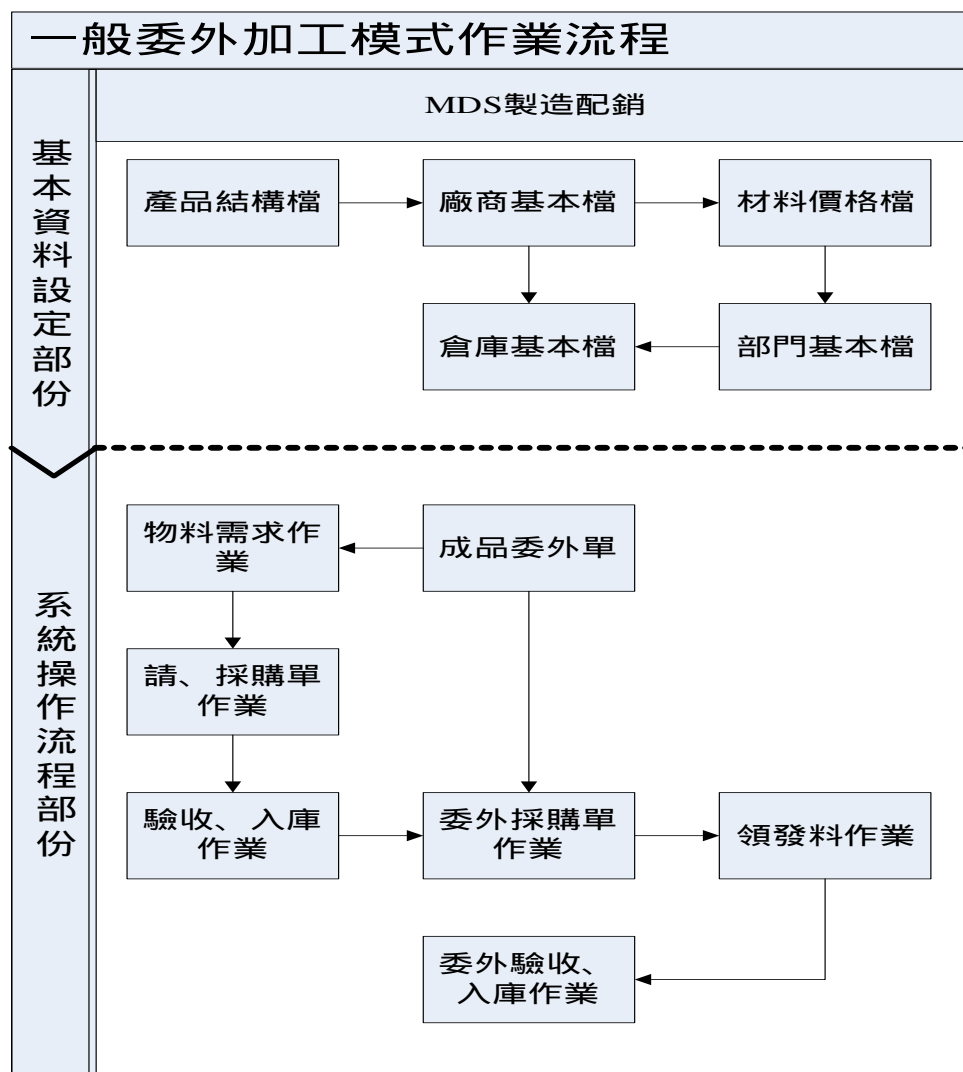 一般委外加工模式作業流程
MDS製造配銷
基本資料設定部份
產品結構檔
廠商基本檔
材料價格檔
倉庫基本檔
部門基本檔
系統操作流程部份
物料需求作
業
成品委外單
請、採購單
作業
驗收、入庫
作業
委外採購單
作業
領發料作業
委外驗收、
入庫作業